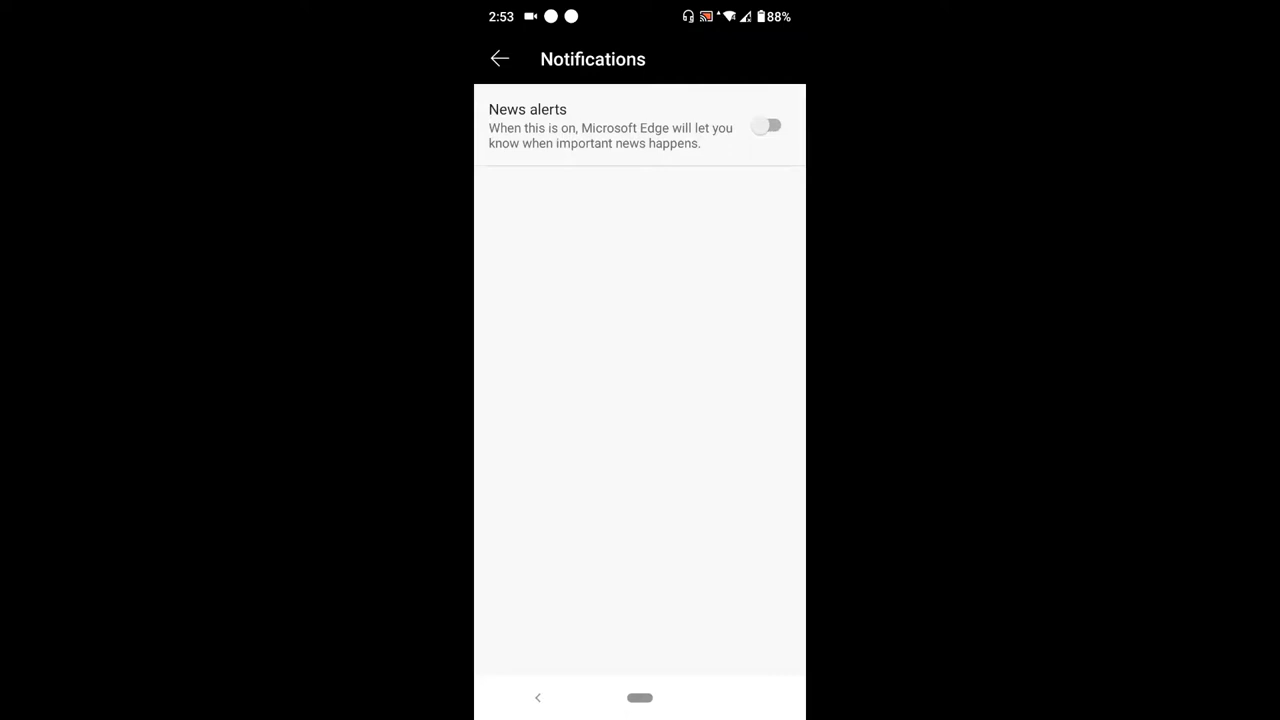 2:53
88%
Notifications
News alerts
When this is on, Microsoft Edge will let you
know when important news happens.